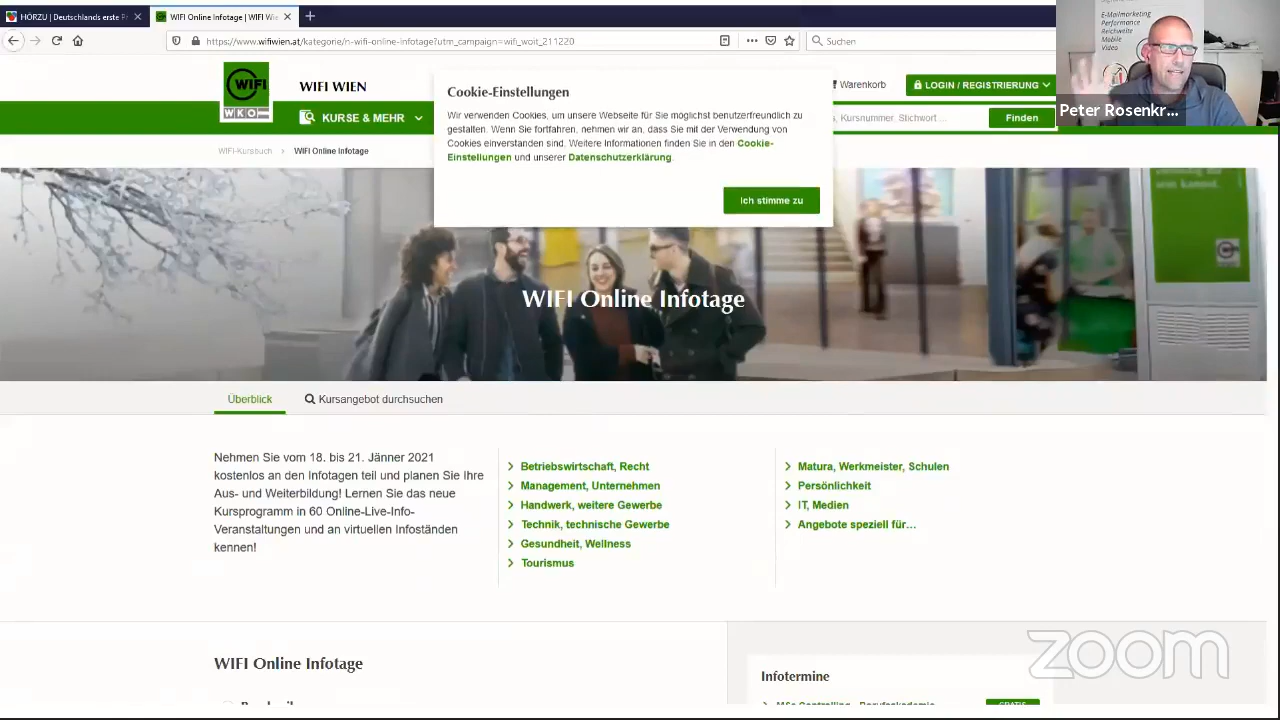 HÖRZU | Deutschlands erste P
WIFI Online Infotage | WIFI Wie
https://www.wifiwien.at/kategorie/n-wifi-online-infotage?utm_campaign=wifi_woit_211220
Suchen
E-Mailmarketing
Performance
Reichweite
Mobile
Video
Peter Rosenkr...
WIFI
WKO
WIFI WIEN
Warenkorb
LOGIN / REGISTRIERUNG
KURSE & MEHR
Kursnummer, Stichwort ...
Finden
WIFI-Kursbuch
WIFI Online Infotage
Cookie-Einstellungen
Wir verwenden Cookies, um unsere Webseite für Sie möglichst benutzerfreundlich zu
gestalten. Wenn Sie fortfahren, nehmen wir an, dass Sie mit der Verwendung von
Cookies einverstanden sind. Weitere Informationen finden Sie in den Cookie-
Einstellungen und unserer Datenschutzerklärung.
Ich stimme zu
WIFI Online Infotage
Überblick
Kursangebot durchsuchen
Nehmen Sie vom 18. bis 21. Jänner 2021
kostenlos an den Infotagen teil und planen Sie Ihre
Aus- und Weiterbildung! Lernen Sie das neue
Kursprogramm in 60 Online-Live-Info-
Veranstaltungen und an virtuellen Infoständen
kennen!
Betriebswirtschaft, Recht
Management, Unternehmen
Handwerk, weitere Gewerbe
Technik, technische Gewerbe
Gesundheit, Wellness
Tourismus
Matura, Werkmeister, Schulen
Persönlichkeit
IT, Medien
Angebote speziell für…
WIFI Online Infotage
Infotermine
zoom